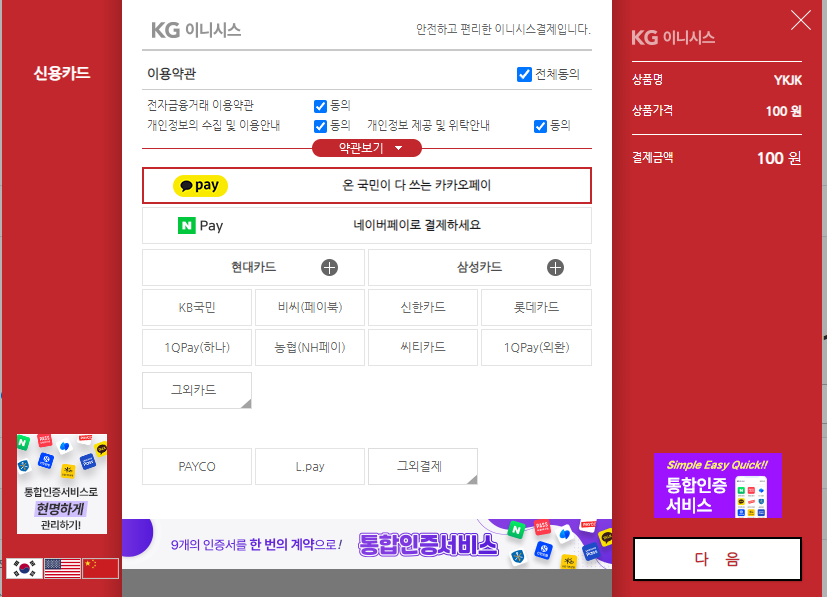 신용카드
KG 이니시스
안전하고 편리한 이니시스결제입니다.
이용약관
전체동의
전자금융거래 이용약관
동의
개인정보의 수집 및 이용안내
동의
개인정보 제공 및 위탁안내
동의
약관보기
pay
온 국민이 다 쓰는 카카오페이
N Pay
네이버페이로 결제하세요
현대카드
삼성카드
KB국민
비씨(페이북)
신한카드
롯데카드
1QPay(하나)
농협(NH페이)
씨티카드
1QPay(외환)
그외카드
PAYCO
L.pay
그외결제
9개의 인증서를 한 번의 계약으로!
통합인증서비스
통합인증서비스로
현명하게
관리하기!
KG 이니시스
상품명
YKJK
상품가격
100 원
결제금액
100 원
Simple Easy Quick!!
통합인증
서비스
다 음